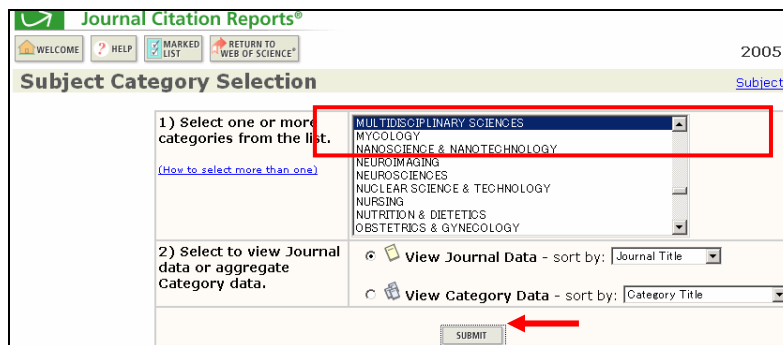 Journal Citation Reports®
WELCOME ? HELP MARKED LIST RETURN TO WEB OF SCIENCE®
2005
Subject Category Selection
Subject
1) Select one or more categories from the list.
(How to select more than one)
MULTIDISCIPLINARY SCIENCES
MYCOLOGY
NANOSCIENCE & NANOTECHNOLOGY
NEUROIMAGING
NEUROSCIENCES
NUCLEAR SCIENCE & TECHNOLOGY
NURSING
NUTRITION & DIETETICS
OBSTETRICS & GYNECOLOGY
2) Select to view Journal data or aggregate Category data.
View Journal Data - sort by: Journal Title
View Category Data - sort by: Category Title
SUBMIT